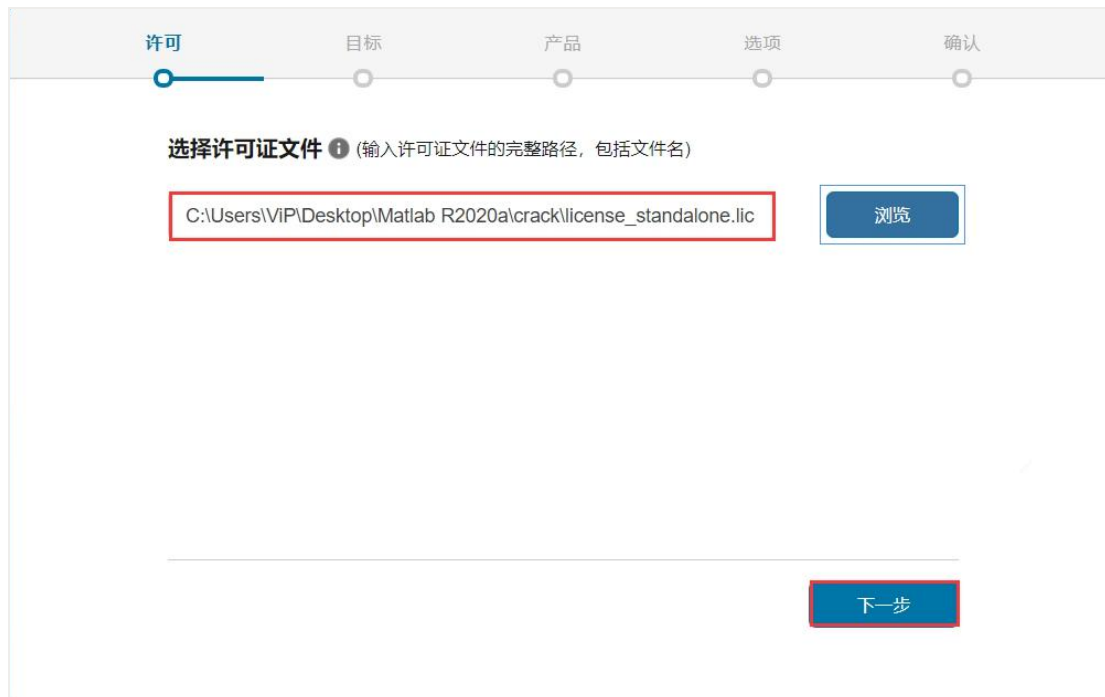 许可 目标 产品 选项 确认
选择许可证文件 (输入许可证文件的完整路径，包括文件名)
C:\Users\ViP\Desktop\Matlab R2020a\crack\license_standalone.lic 浏览
下一步